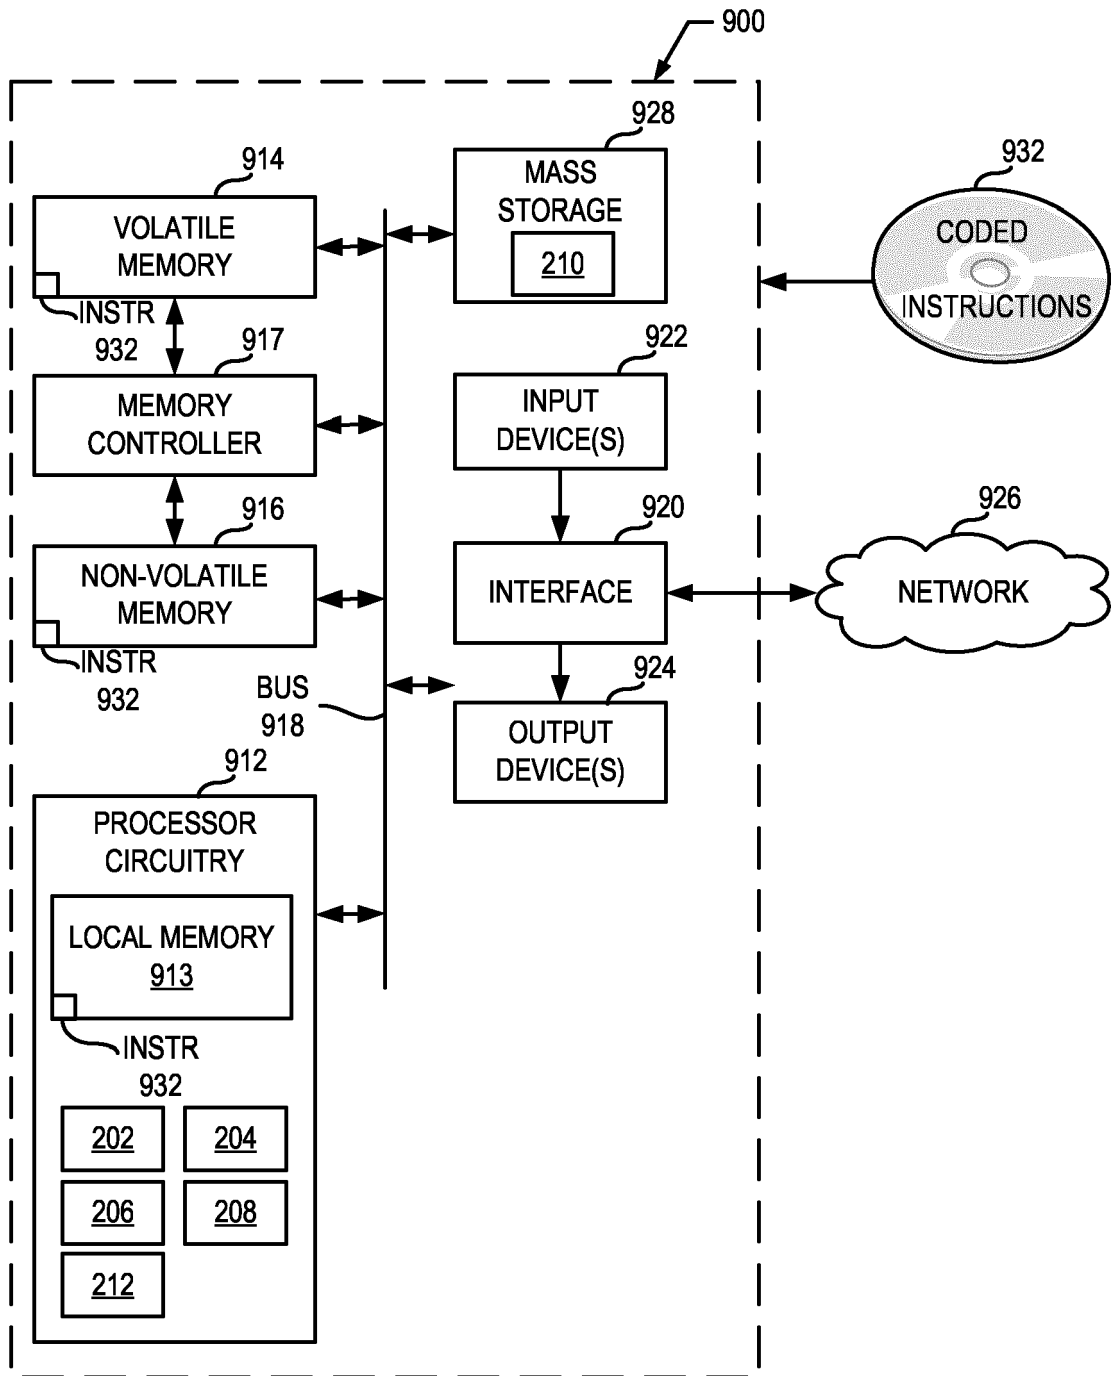 900
928
MASS
STORAGE
210
914
VOLATILE
MEMORY
INSTR
932
917
MEMORY
CONTROLLER
916
NON-VOLATILE
MEMORY
INSTR
932
BUS
918
922
INPUT
DEVICE(S)
920
INTERFACE
924
OUTPUT
DEVICE(S)
932
CODED
INSTRUCTIONS
926
NETWORK
912
PROCESSOR
CIRCUITRY
LOCAL MEMORY
913
INSTR
932
202
204
206
208
212